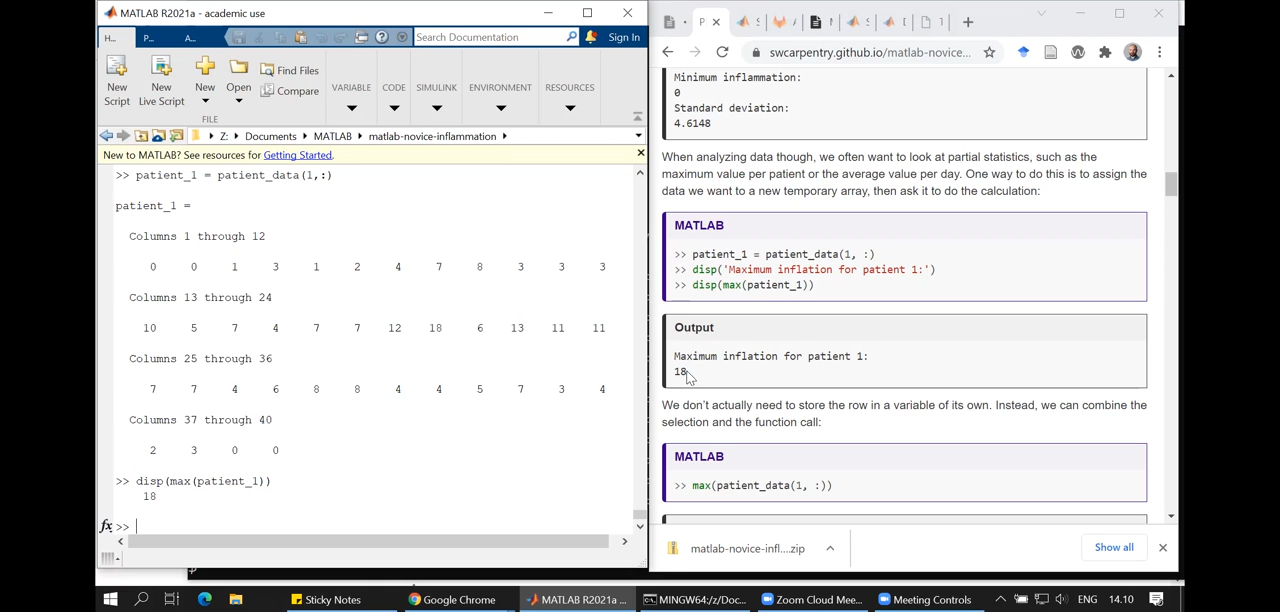 MATLAB R2021a - academic use
H...
P...
A...
Search Documentation
Sign In
New Script
New Live Script
New
Open
Find Files
Compare
FILE
VARIABLE
CODE
SIMULINK
ENVIRONMENT
RESOURCES
Z: Documents MATLAB matlab-novice-inflammation
New to MATLAB? See resources for Getting Started.
>> patient_1 = patient_data(1,:)
patient_1 =
Columns 1 through 12
0 0 1 3 1 2 4 7 8 3 3 3
Columns 13 through 24
10 5 7 4 7 7 12 18 6 13 11 11
Columns 25 through 36
7 7 4 6 8 8 4 4 5 7 3 4
Columns 37 through 40
2 3 0 0
>> disp(max(patient_1))
18
fx >>
P
swcarpentry.github.io/matlab-novice...
Minimum inflammation:
0
Standard deviation:
4.6148
When analyzing data though, we often want to look at partial statistics, such as the
maximum value per patient or the average value per day. One way to do this is to assign the
data we want to a new temporary array, then ask it to do the calculation:
MATLAB
>> patient_1 = patient_data(1, :)
>> disp('Maximum inflation for patient 1:')
>> disp(max(patient_1))
Output
Maximum inflation for patient 1:
18
We don't actually need to store the row in a variable of its own. Instead, we can combine the
selection and the function call:
MATLAB
>> max(patient_data(1, :))
matlab-novice-infl....zip
Show all
Sticky Notes
Google Chrome
MATLAB R2021a ...
MINGW64:/z/Doc...
Zoom Cloud Mee...
Meeting Controls
ENG
14.10